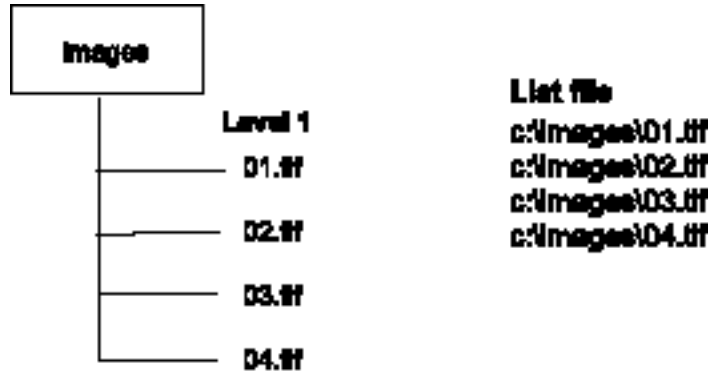 Images
Level 1
01.tif
02.tif
03.tif
04.tif
List file
c:\images\01.tif
c:\images\02.tif
c:\images\03.tif
c:\images\04.tif